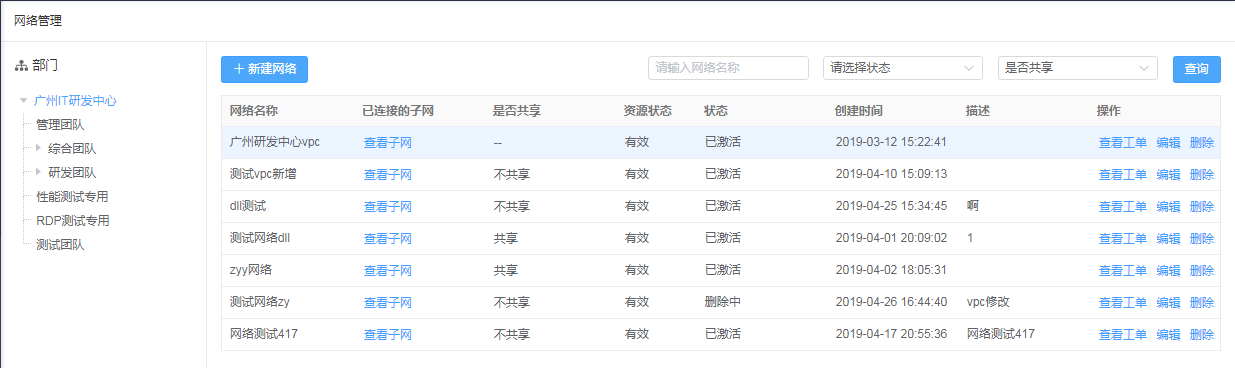 网络管理
部门
广州IT研发中心
管理团队
综合团队
研发团队
性能测试专用
RDP测试专用
测试团队
新建网络 请输入网络名称 请选择状态 是否共享 查询
网络名称 已连接的子网 是否共享 资源状态 状态 创建时间 描述 操作
广州研发中心vpc 查看子网 -- 有效 已激活 2019-03-12 15:22:41 查看工单 编辑 删除
测试vpc新增 查看子网 不共享 有效 已激活 2019-04-10 15:09:13 查看工单 编辑 删除
dll测试 查看子网 不共享 有效 已激活 2019-04-25 15:34:45 啊 查看工单 编辑 删除
测试网络dll 查看子网 共享 有效 已激活 2019-04-01 20:09:02 1 查看工单 编辑 删除
zyy网络 查看子网 共享 有效 已激活 2019-04-02 18:05:31 查看工单 编辑 删除
测试网络zy 查看子网 不共享 有效 删除中 2019-04-26 16:44:40 vpc修改 查看工单 编辑 删除
网络测试417 查看子网 不共享 有效 已激活 2019-04-17 20:55:36 网络测试417 查看工单 编辑 删除